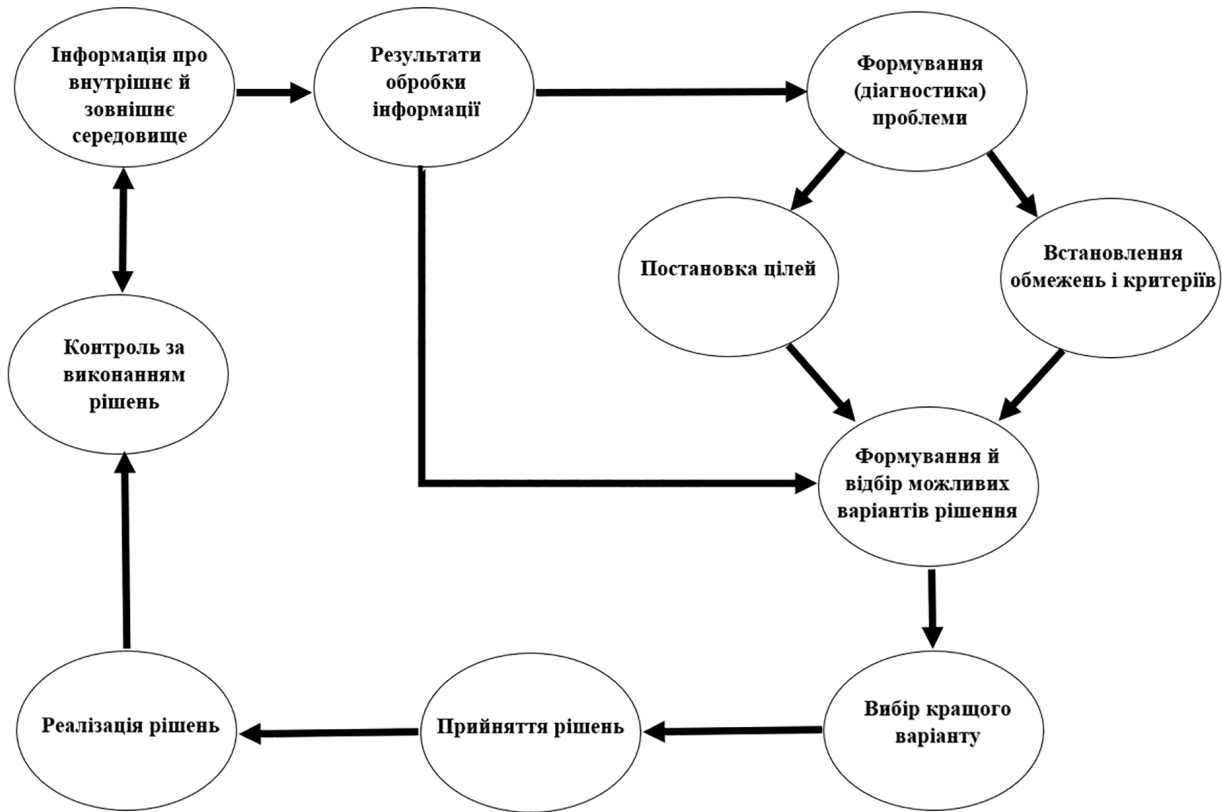 Інформація про
внутрішнє й
зовнішнє
середовище
Результати
обробки
інформації
Формування
(діагностика)
проблеми
Постановка цілей
Встановлення
обмежень і критеріїв
Контроль за
виконанням
рішень
Формування й
відбір можливих
варіантів рішення
Реалізація рішень
Прийняття рішень
Вибір кращого
варіанту